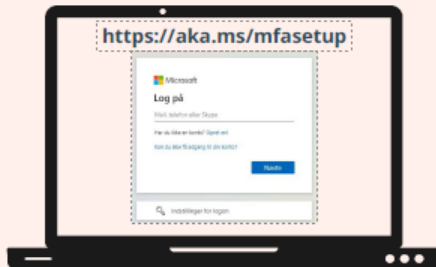 https://aka.ms/mfasetup
Microsoft
Log på
Mail, telefon eller Skype
Har du ikke en konto? Opret en!
Kan du ikke få adgang til din konto?
Næste
Indstillinger for logon